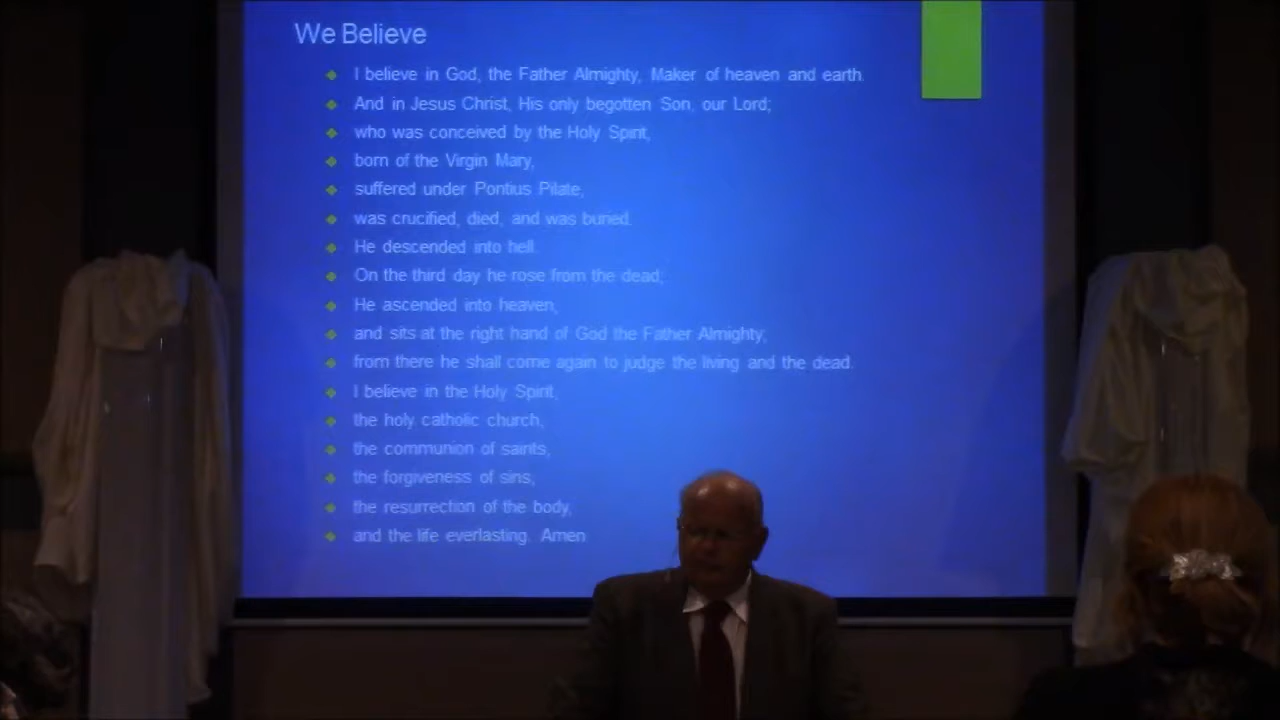 We Believe
I believe in God, the Father Almighty, Maker of heaven and earth.
And in Jesus Christ, His only begotten Son, our Lord;
who was conceived by the Holy Spirit,
born of the Virgin Mary,
suffered under Pontius Pilate,
was crucified, died, and was buried.
He descended into hell.
On the third day he rose from the dead;
He ascended into heaven,
and sits at the right hand of God the Father Almighty;
from there he shall come again to judge the living and the dead.
I believe in the Holy Spirit,
the holy catholic church,
the communion of saints,
the forgiveness of sins,
the resurrection of the body,
and the life everlasting. Amen